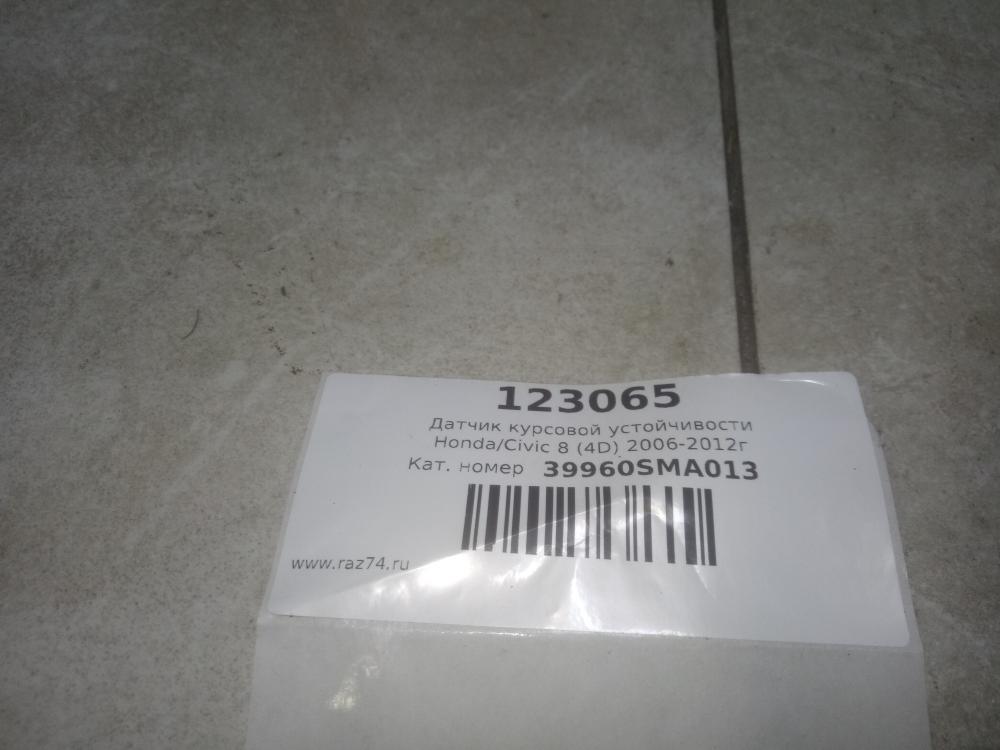 123065
Датчик курсовой устойчивости
Honda/Civic 8 (4D) 2006-2012г
Кат. номер 39960SMA013
www.raz74.ru